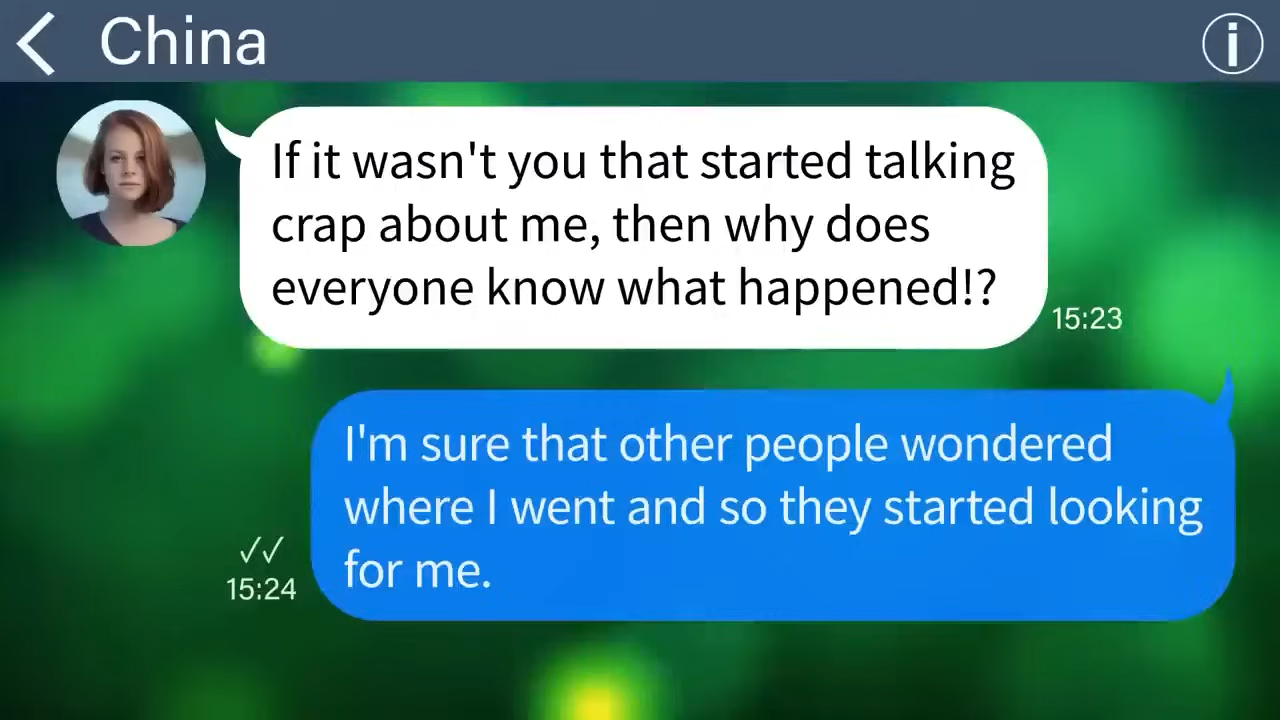 China
If it wasn't you that started talking
crap about me, then why does
everyone know what happened!?
15:23
I'm sure that other people wondered
where I went and so they started looking
for me.
15:24